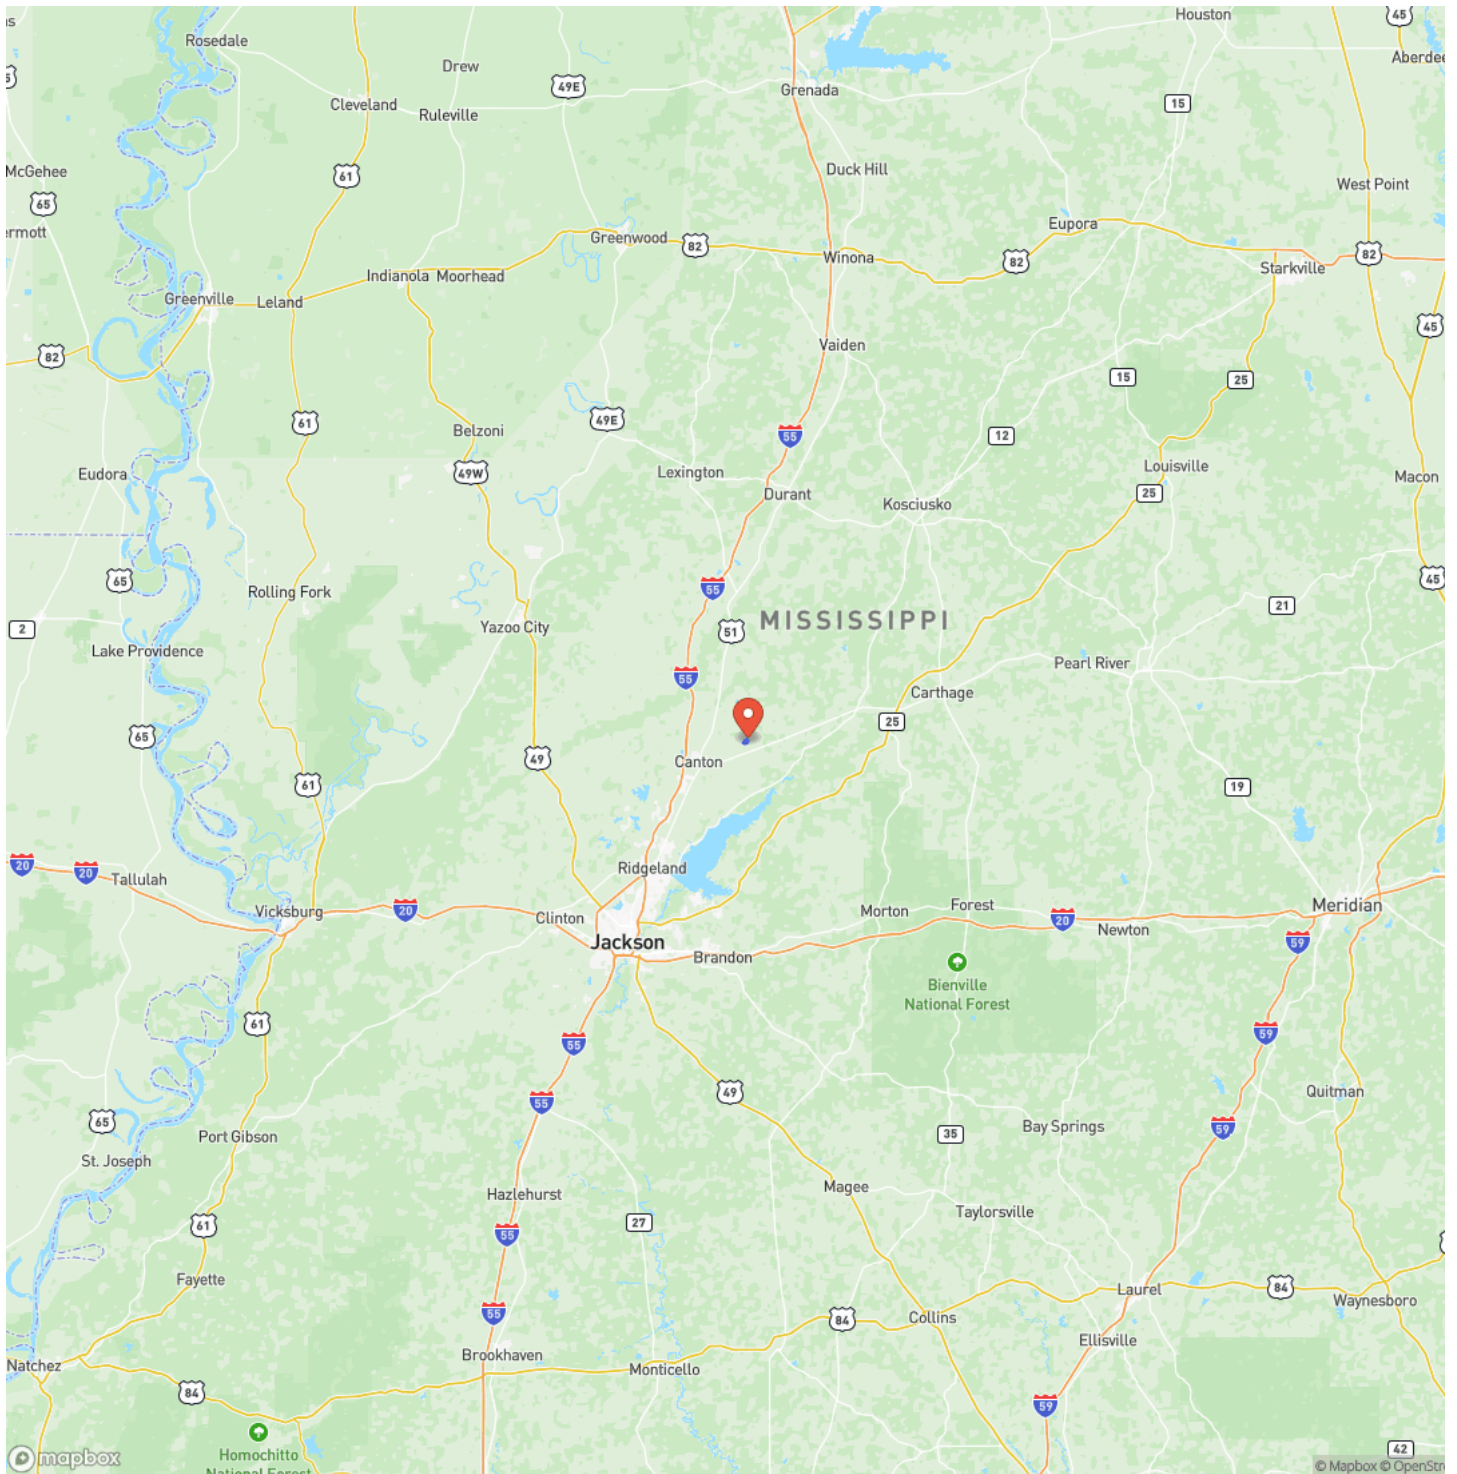 Houston
45
Rosedale
Aberdee
Drew
49E
Grenada
Cleveland
15
Ruleville
Duck Hill
McGehee
61
West Point
65
Eupora
ermott
Greenwood
82
Winona
82
82
Starkville
Indianola
Moorhead
Greenville
Leland
45
Vaiden
82
15
25
61
49E
Belzoni
55
12
49W
Lexington
Louisville
Eudora
Durant
25
Macon
Kosciusko
65
55
45
Rolling Fork
21
MISSISSIPPI
2
Yazoo City
51
Lake Providence
Pearl River
55
Carthage
65
25
49
Canton
61
19
20
20
Ridgeland
Tallulah
Vicksburg
20
Clinton
Morton
Forest
20
Meridian
Newton
Jackson
59
Brandon
Bienville
National Forest
61
59
55
49
Quitman
55
65
Bay Springs
59
Port Gibson
35
St. Joseph
Magee
Hazlehurst
61
27
Taylorsville
55
Fayette
Laurel
84
Waynesboro
55
84
Collins
Ellisville
Brookhaven
Natchez
Monticello
84
59
Homochitto
National Forest
42
mapbox
© Mapbox © OpenStr